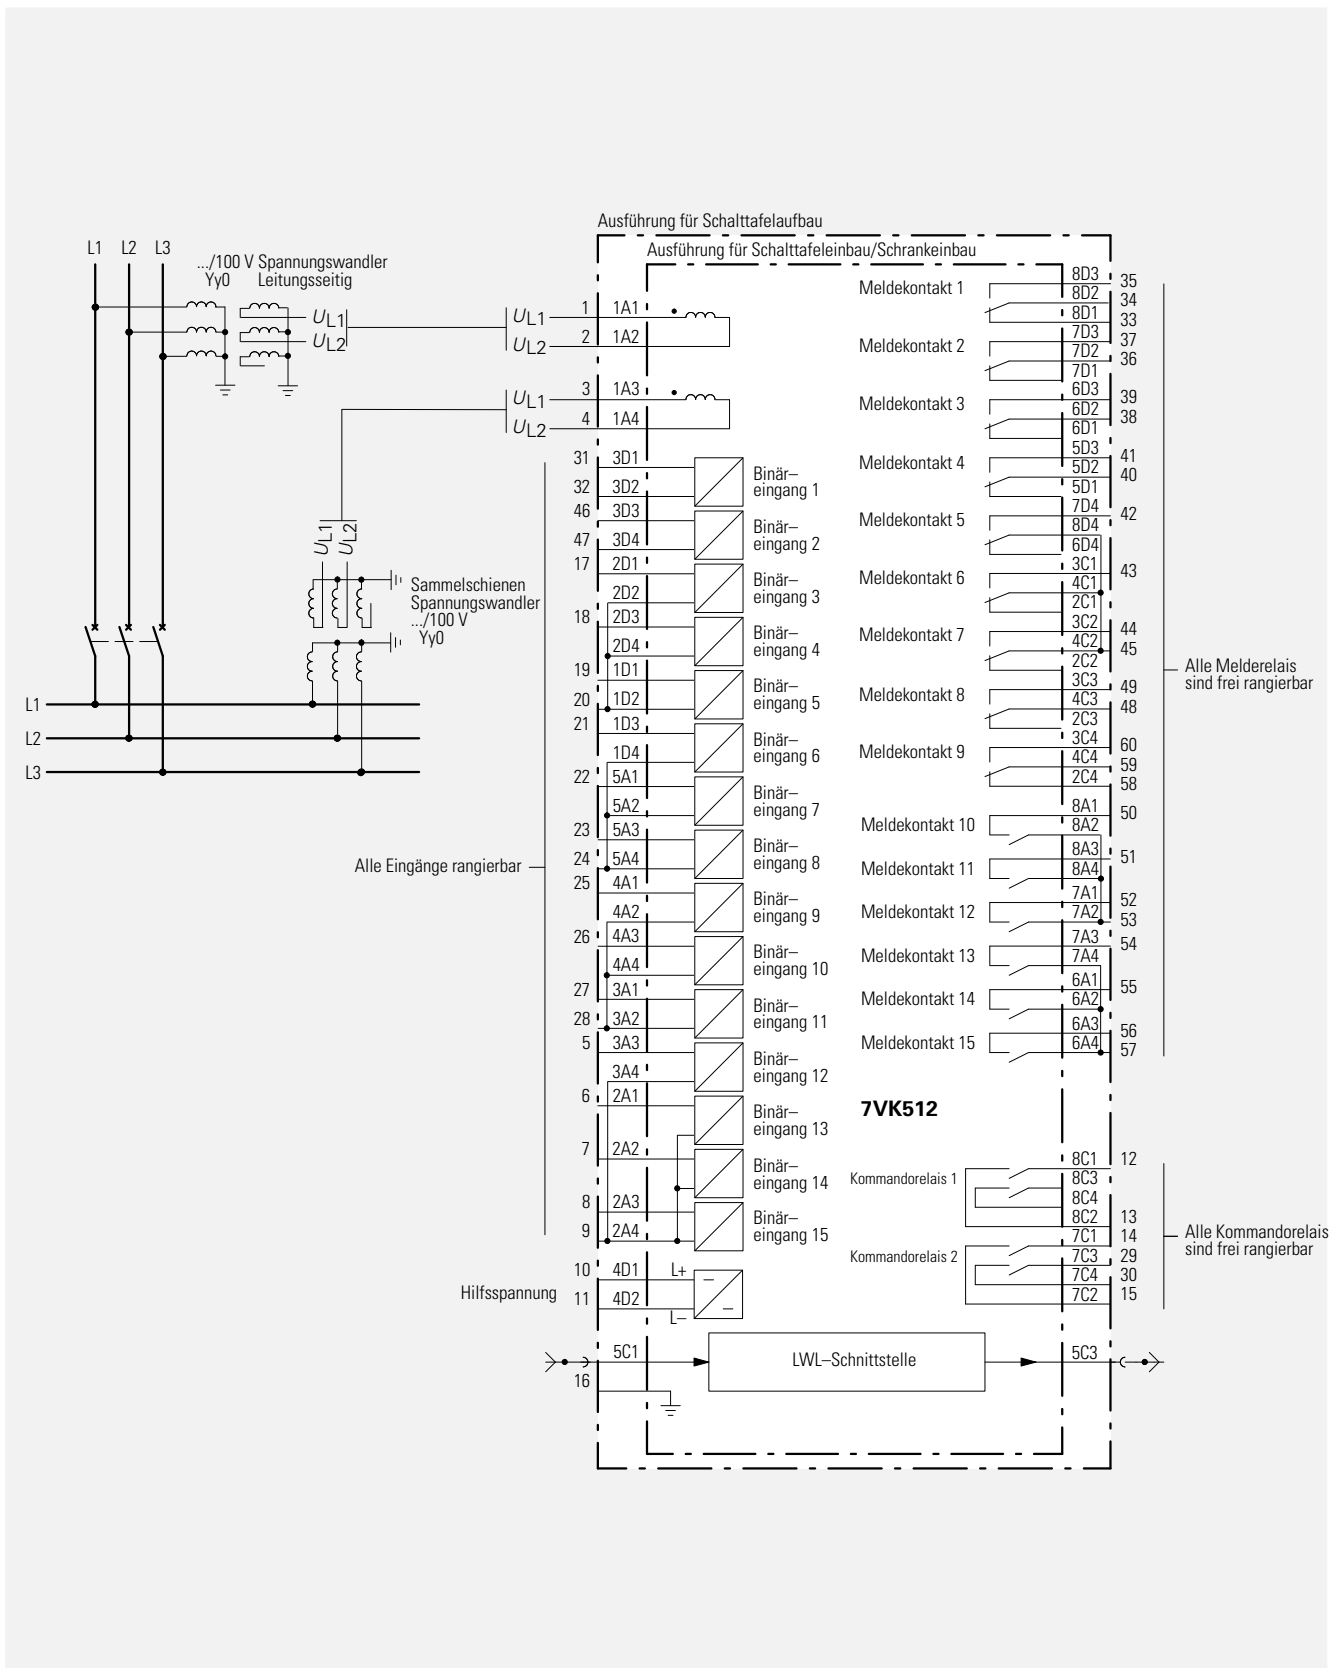 Ausführung für Schalttafelaufbau
Ausführung für Schalttafeleinbau/Schrankeinbau
L1 L2 L3
.../100 V Spannungswandler
Yy0 Leitungsseitig
UL1
UL2
UL1
UL2
1 1A1
2 1A2
UL1
UL2
3 1A3
4 1A4
UL1
UL2
Sammelschienen
Spannungswandler
.../100 V
Yy0
L1
L2
L3
Alle Eingänge rangierbar
31 3D1
32 3D2
Binär–
eingang 1
46 3D3
47 3D4
Binär–
eingang 2
17 2D1
2D2
Binär–
eingang 3
18 2D3
2D4
Binär–
eingang 4
19 1D1
20 1D2
Binär–
eingang 5
21 1D3
1D4
Binär–
eingang 6
22 5A1
5A2
Binär–
eingang 7
23 5A3
24 5A4
Binär–
eingang 8
25 4A1
4A2
Binär–
eingang 9
26 4A3
4A4
Binär–
eingang 10
27 3A1
28 3A2
Binär–
eingang 11
5 3A3
3A4
Binär–
eingang 12
6 2A1
Binär–
eingang 13
7 2A2
Binär–
eingang 14
8 2A3
9 2A4
Binär–
eingang 15
Hilfsspannung
10 4D1 L+
11 4D2 L–
5C1
16
LWL–Schnittstelle
5C3
Meldekontakt 1
8D3 35
8D2 34
8D1 33
Meldekontakt 2
7D3 37
7D2 36
7D1
Meldekontakt 3
6D3 39
6D2 38
6D1
Meldekontakt 4
5D3 41
5D2 40
5D1
Meldekontakt 5
7D4 42
8D4
6D4
Meldekontakt 6
3C1 43
4C1
2C1
Meldekontakt 7
3C2 44
4C2 45
2C2
Meldekontakt 8
3C3 49
4C3 48
2C3
Meldekontakt 9
3C4 60
4C4 59
2C4 58
Meldekontakt 10
8A1 50
8A2
Meldekontakt 11
8A3 51
8A4
Meldekontakt 12
7A1 52
7A2 53
Meldekontakt 13
7A3 54
7A4
Meldekontakt 14
6A1 55
6A2
Meldekontakt 15
6A3 56
6A4 57
Alle Melderelais
sind frei rangierbar
7VK512
Kommandorelais 1
8C1 12
8C3
8C4
8C2 13
Kommandorelais 2
7C1 14
7C3 29
7C4 30
7C2 15
Alle Kommandorelais
sind frei rangierbar